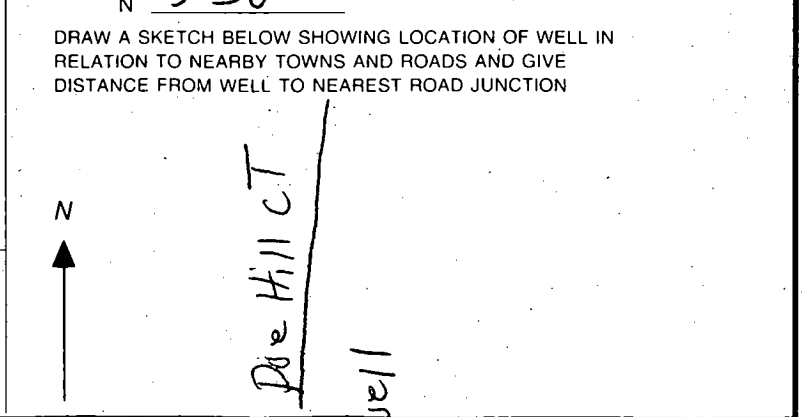 N
DRAW A SKETCH BELOW SHOWING LOCATION OF WELL IN
RELATION TO NEARBY TOWNS AND ROADS AND GIVE
DISTANCE FROM WELL TO NEAREST ROAD JUNCTION
N
Doe Hill CT
well